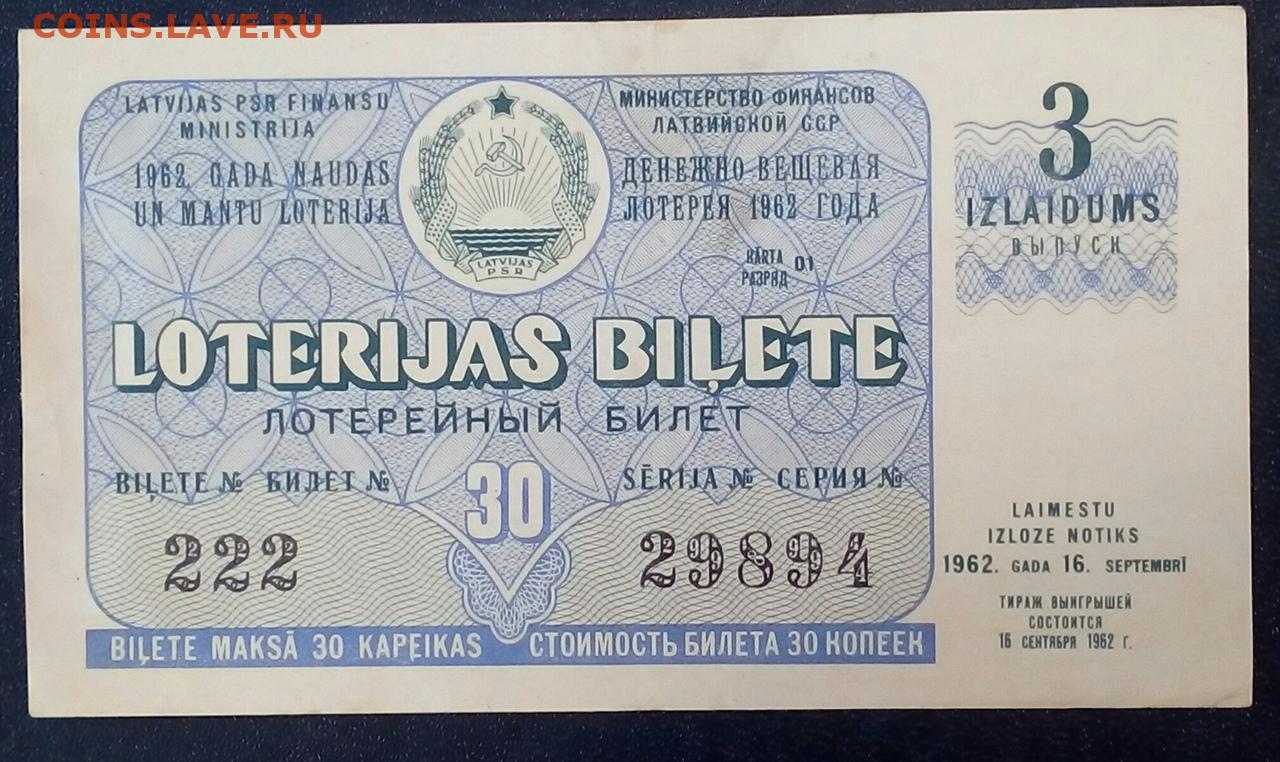 COINS.LAVE.RU
LATVIJAS PSR FINANSU
MINISTRIJA
1962. GADA NAUDAS
UN MANTU LOTERIJA
LATVIJAS
PSR
МИНИСТЕРСТВО ФИНАНСОВ
ЛАТВИЙСКОЙ ССР
ДЕНЕЖНО ВЕЩЕВАЯ
ЛОТЕРЕЯ 1962 ГОДА
KĀRTA 01
РАЗРЯД
3
IZLAIDUMS
ВЫПУСК
LOTERIJAS BIĻETE
ЛОТЕРЕЙНЫЙ БИЛЕТ
BIĻETE № БИЛЕТ №
30
SĒRIJA № СЕРИЯ №
222
29894
BIĻETE MAKSĀ 30 KAPEIKAS
СТОИМОСТЬ БИЛЕТА 30 КОПЕЕК
LAIMESTU
IZLOZE NOTIKS
1962. GADA 16. SEPTEMBRĪ
ТИРАЖ ВЫИГРЫШЕЙ
СОСТОИТСЯ
16 СЕНТЯБРЯ 1962 Г.